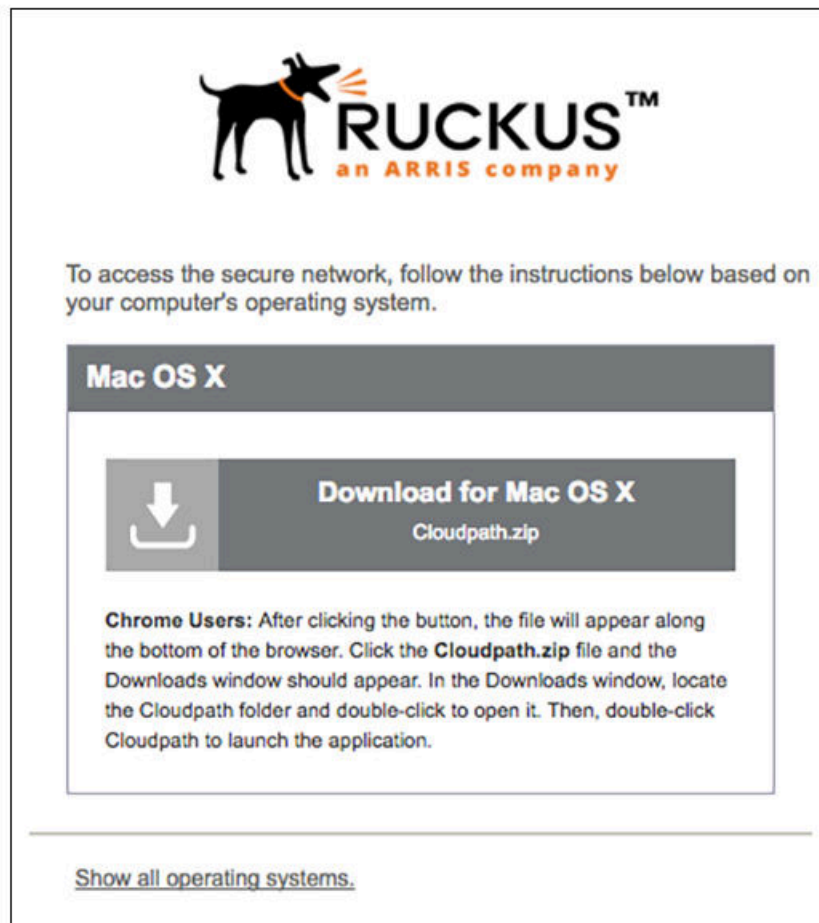 RUCKUS™
an ARRIS company
To access the secure network, follow the instructions below based on
your computer's operating system.
Mac OS X
Download for Mac OS X
Cloudpath.zip
Chrome Users: After clicking the button, the file will appear along
the bottom of the browser. Click the Cloudpath.zip file and the
Downloads window should appear. In the Downloads window, locate
the Cloudpath folder and double-click to open it. Then, double-click
Cloudpath to launch the application.
Show all operating systems.